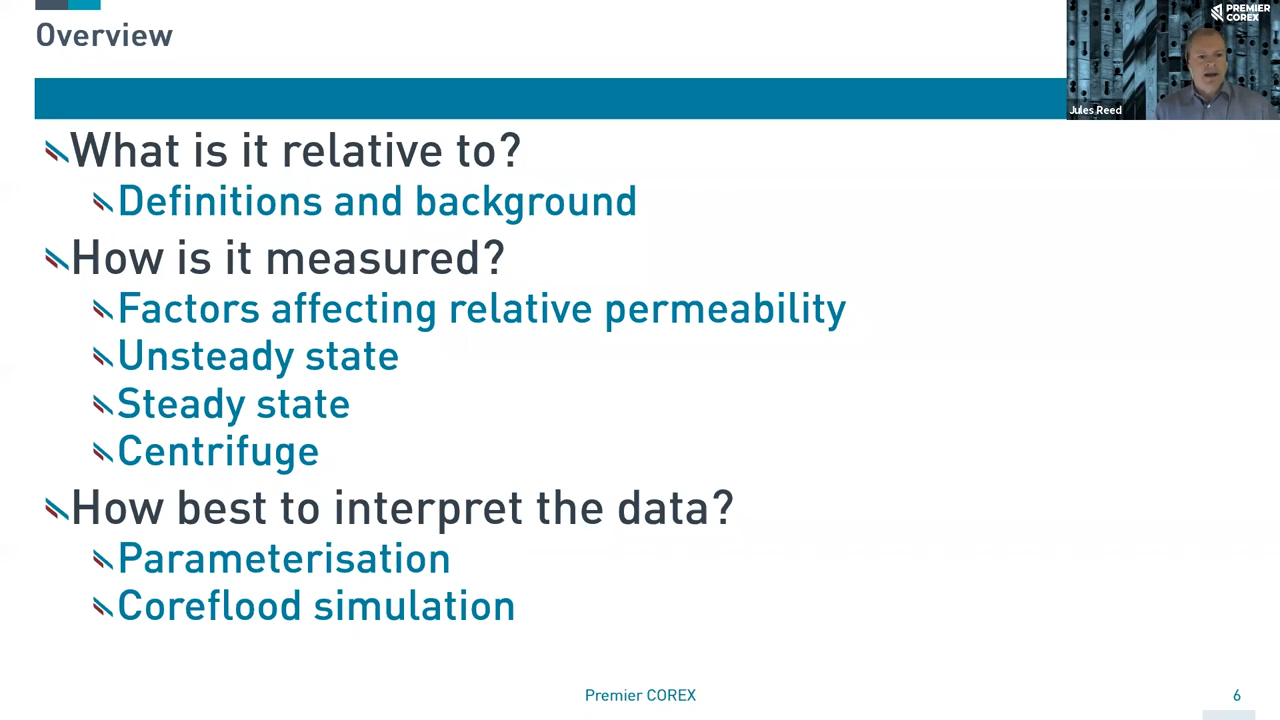 Overview
PREMIER
COREX
Jules Reed
What is it relative to?
Definitions and background
How is it measured?
Factors affecting relative permeability
Unsteady state
Steady state
Centrifuge
How best to interpret the data?
Parameterisation
Coreflood simulation
Premier COREX
6